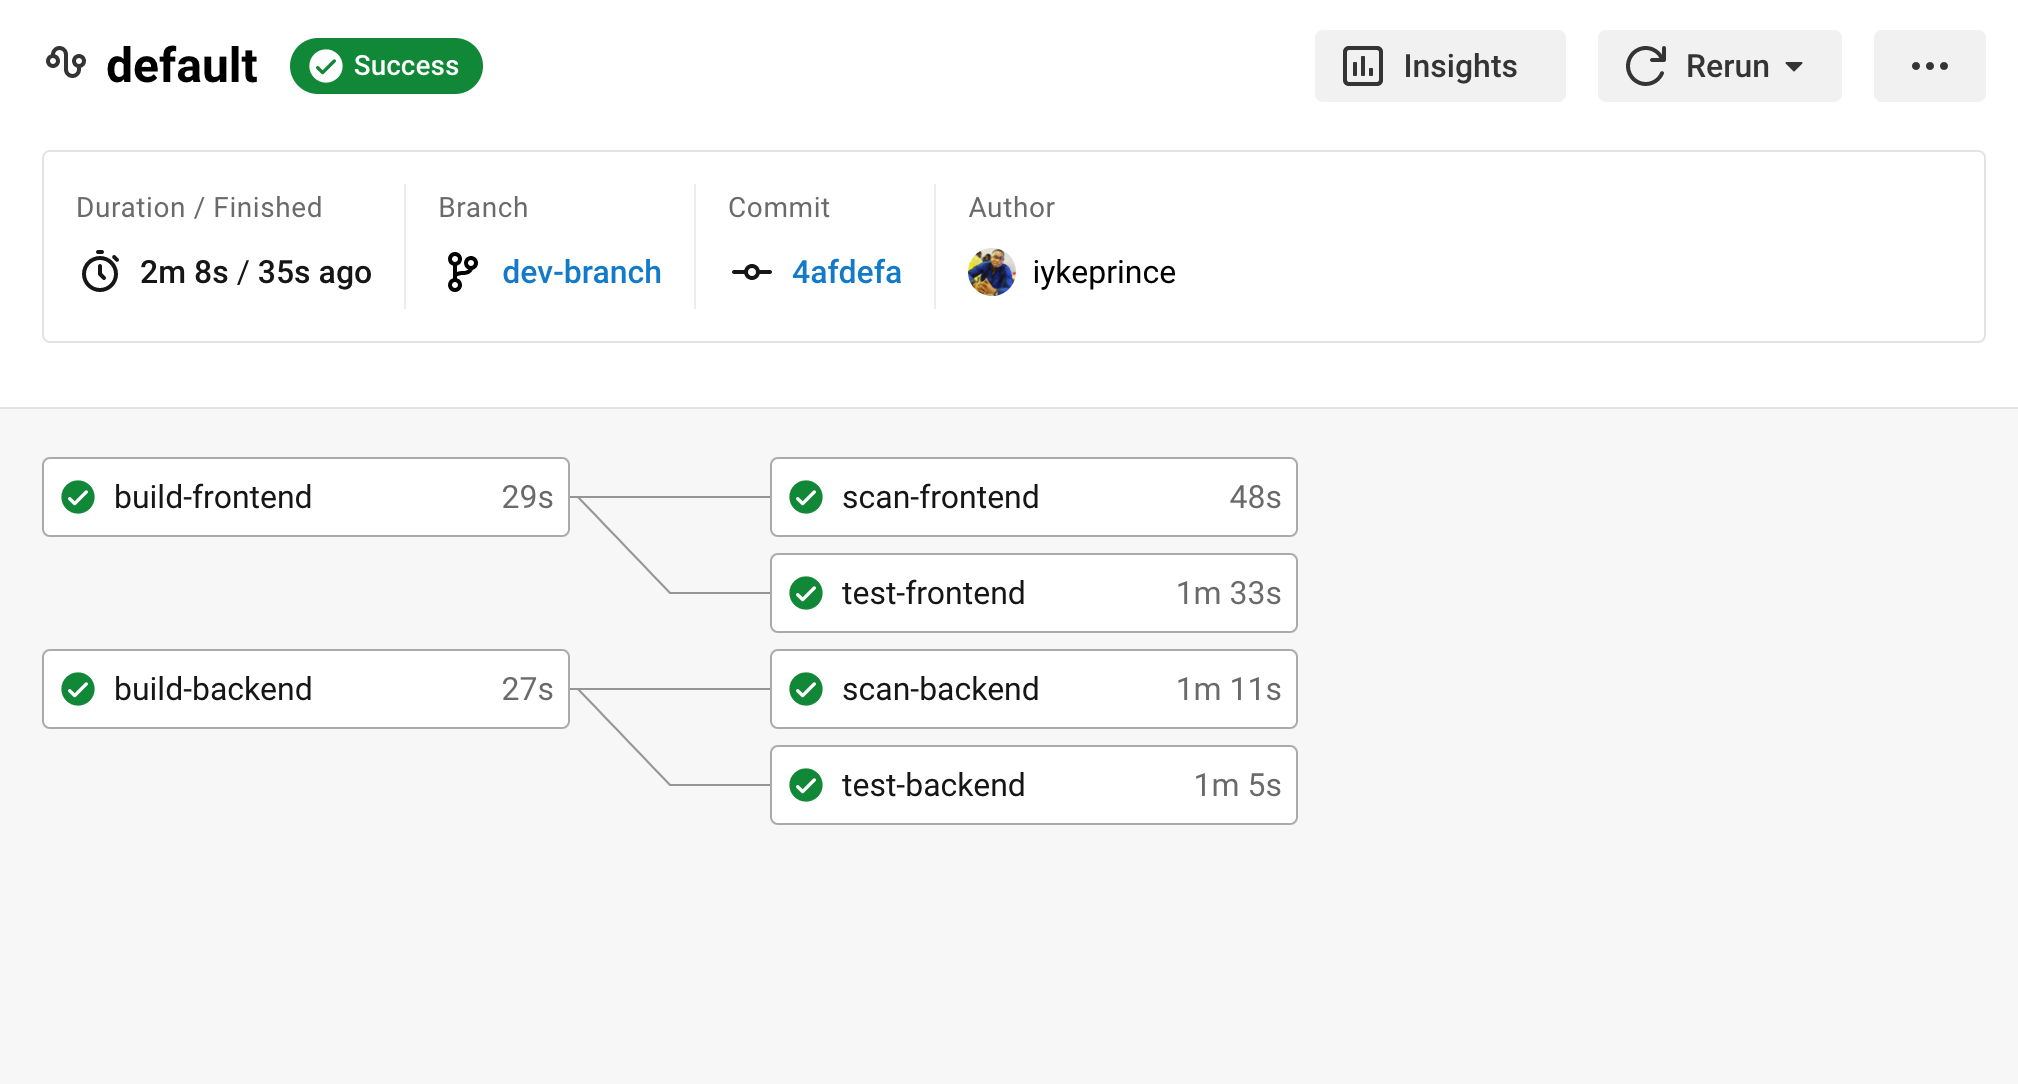 default Success Insights Rerun
Duration / Finished Branch Commit Author
2m 8s / 35s ago dev-branch 4afdefa iykeprince
build-frontend 29s scan-frontend 48s
test-frontend 1m 33s
build-backend 27s scan-backend 1m 11s
test-backend 1m 5s